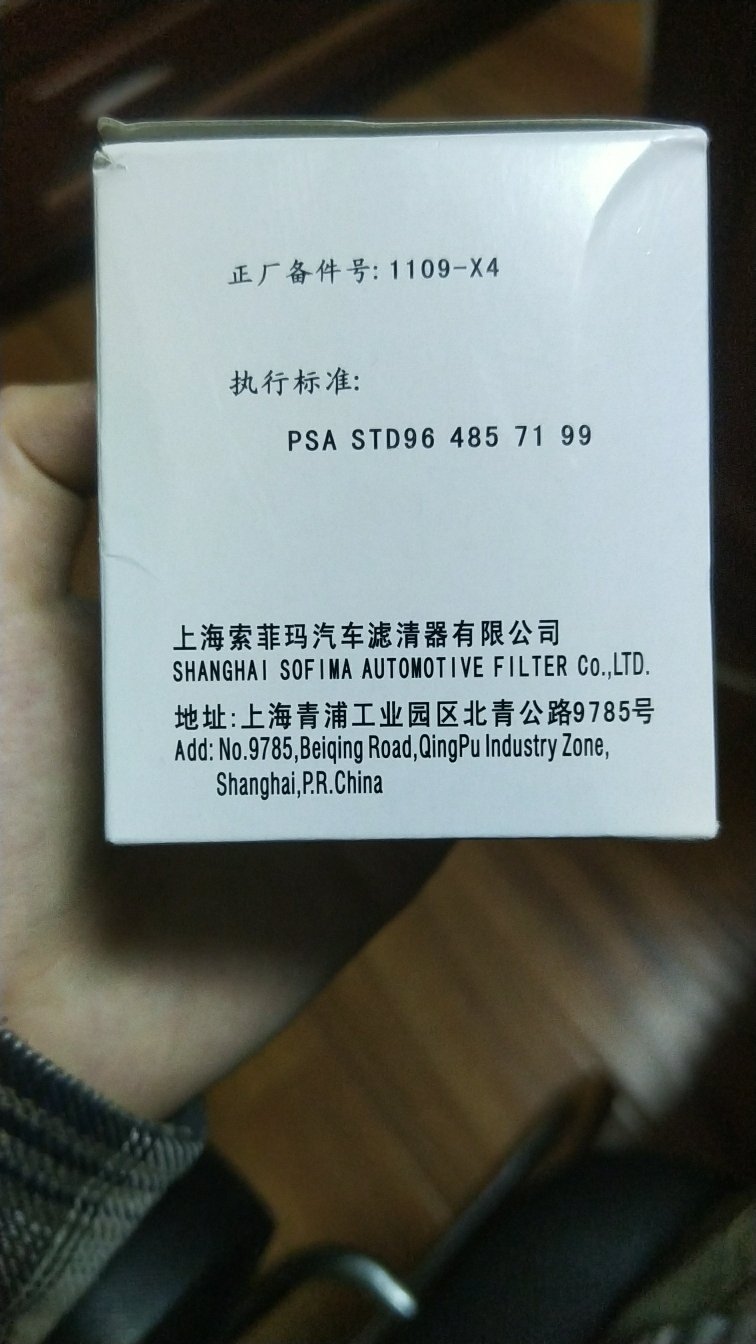 正厂备件号: 1109-X4
执行标准:
PSA STD96 485 71 99
上海索菲玛汽车滤清器有限公司
SHANGHAI SOFIMA AUTOMOTIVE FILTER Co.,LTD.
地址:上海青浦工业园区北青公路9785号
Add: No.9785,Beiqing Road,QingPu Industry Zone,
Shanghai,P.R.China